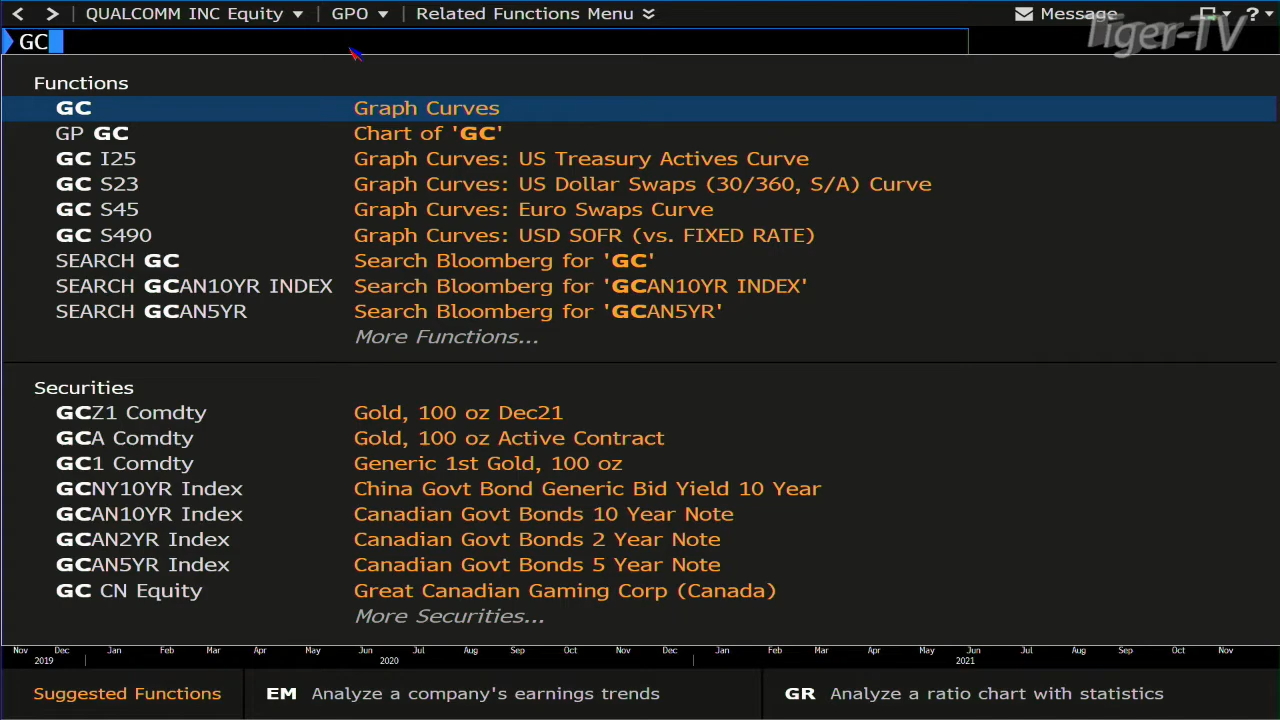 QUALCOMM INC Equity GPO Related Functions Menu Message ?
Tiger-TV
GC
Functions
GC Graph Curves
GP GC Chart of 'GC'
GC I25 Graph Curves: US Treasury Actives Curve
GC S23 Graph Curves: US Dollar Swaps (30/360, S/A) Curve
GC S45 Graph Curves: Euro Swaps Curve
GC S490 Graph Curves: USD SOFR (vs. FIXED RATE)
SEARCH GC Search Bloomberg for 'GC'
SEARCH GCAN10YR INDEX Search Bloomberg for 'GCAN10YR INDEX'
SEARCH GCAN5YR Search Bloomberg for 'GCAN5YR'
More Functions...
Securities
GCZ1 Comdty Gold, 100 oz Dec21
GCA Comdty Gold, 100 oz Active Contract
GC1 Comdty Generic 1st Gold, 100 oz
GCNY10YR Index China Govt Bond Generic Bid Yield 10 Year
GCAN10YR Index Canadian Govt Bonds 10 Year Note
GCAN2YR Index Canadian Govt Bonds 2 Year Note
GCAN5YR Index Canadian Govt Bonds 5 Year Note
GC CN Equity Great Canadian Gaming Corp (Canada)
More Securities...
Nov Dec Jan Feb Mar Apr May Jun Jul Aug Sep Oct Nov Dec Jan Feb Mar Apr May Jun Jul Aug Sep Oct Nov
2019 2020 2021
Suggested Functions EM Analyze a company's earnings trends GR Analyze a ratio chart with statistics